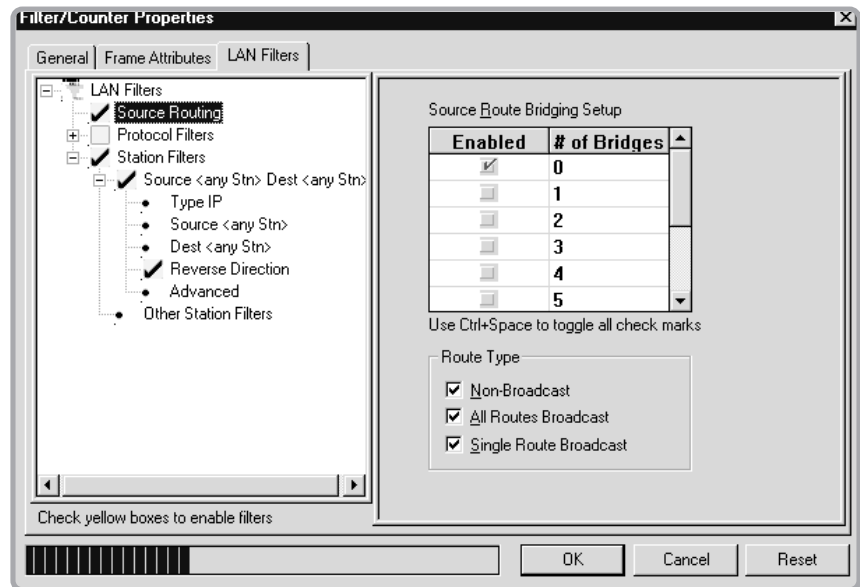 Filter/Counter Properties
General
Frame Attributes
LAN Filters
LAN Filters
Source Routing
Protocol Filters
Station Filters
Source <any Stn> Dest <any Stn>
Type IP
Source <any Stn>
Dest <any Stn>
Reverse Direction
Advanced
Other Station Filters
Check yellow boxes to enable filters
Source Route Bridging Setup
Enabled # of Bridges
0
1
2
3
4
5
Use Ctrl+Space to toggle all check marks
Route Type
Non-Broadcast
All Routes Broadcast
Single Route Broadcast
OK
Cancel
Reset